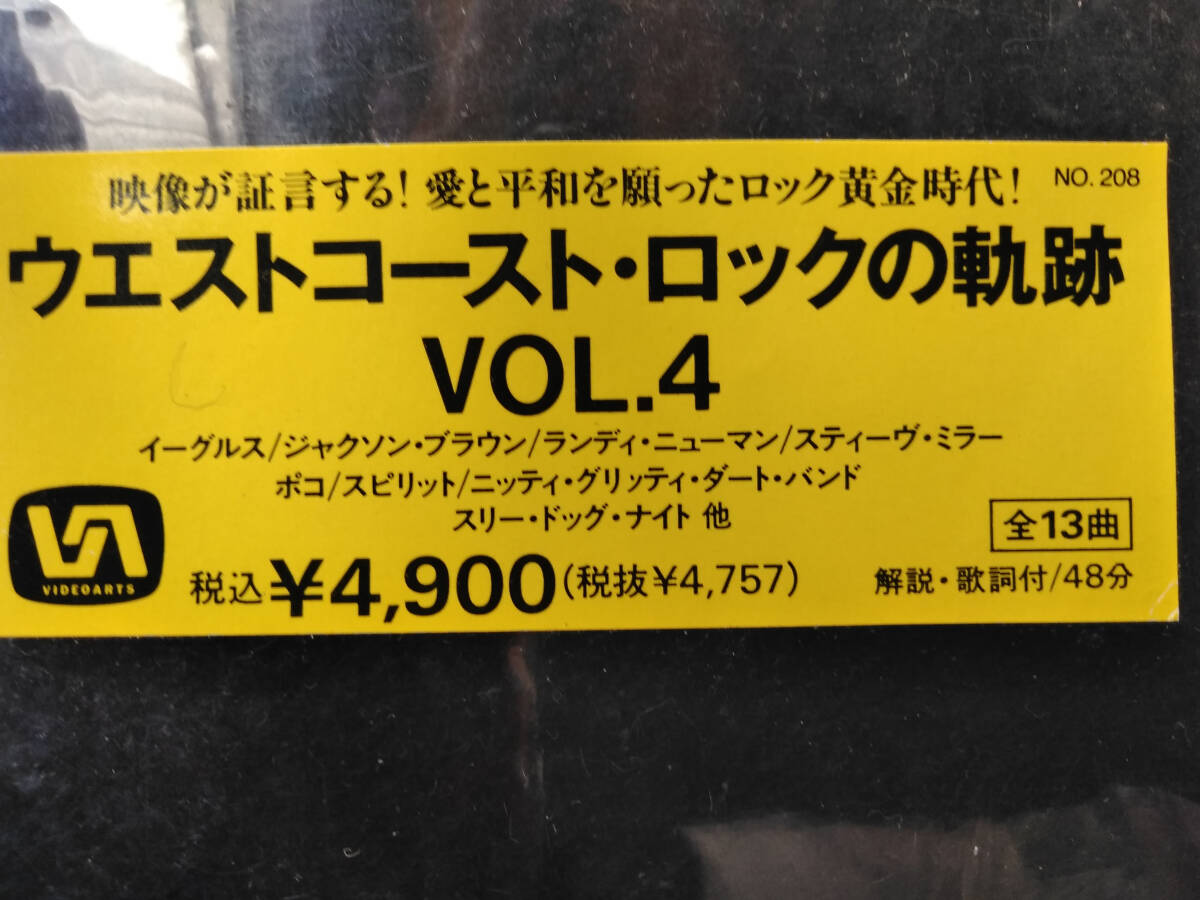 映像が証言する！愛と平和を願ったロック黄金時代！
NO. 208
ウエストコースト・ロックの軌跡
VOL.4
イーグルス/ジャクソン・ブラウン/ランディ・ニューマン/スティーヴ・ミラー
ポコ/スピリット/ニッティ・グリッティ・ダート・バンド
スリー・ドッグ・ナイト 他
全13曲
VA
VIDEOARTS
税込¥4,900(税抜¥4,757)
解説・歌詞付/48分